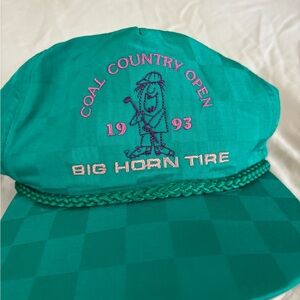 COAL COUNTRY OPEN
19 93
BIG HORN TIRE